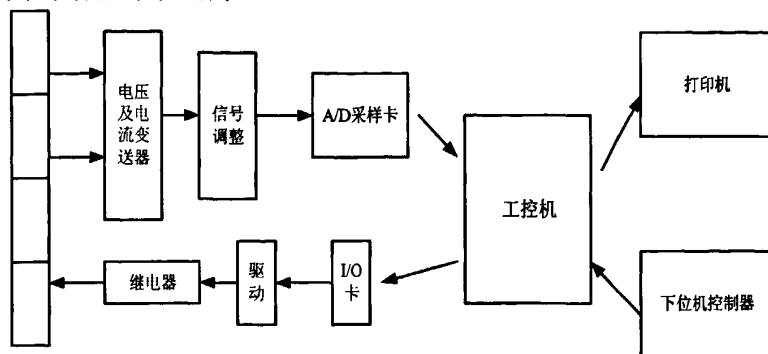 电压
及电
流变
送器
信号
调整
A/D采样卡
工控机
打印机
继电器
驱
动
I/O
卡
下位机控制器